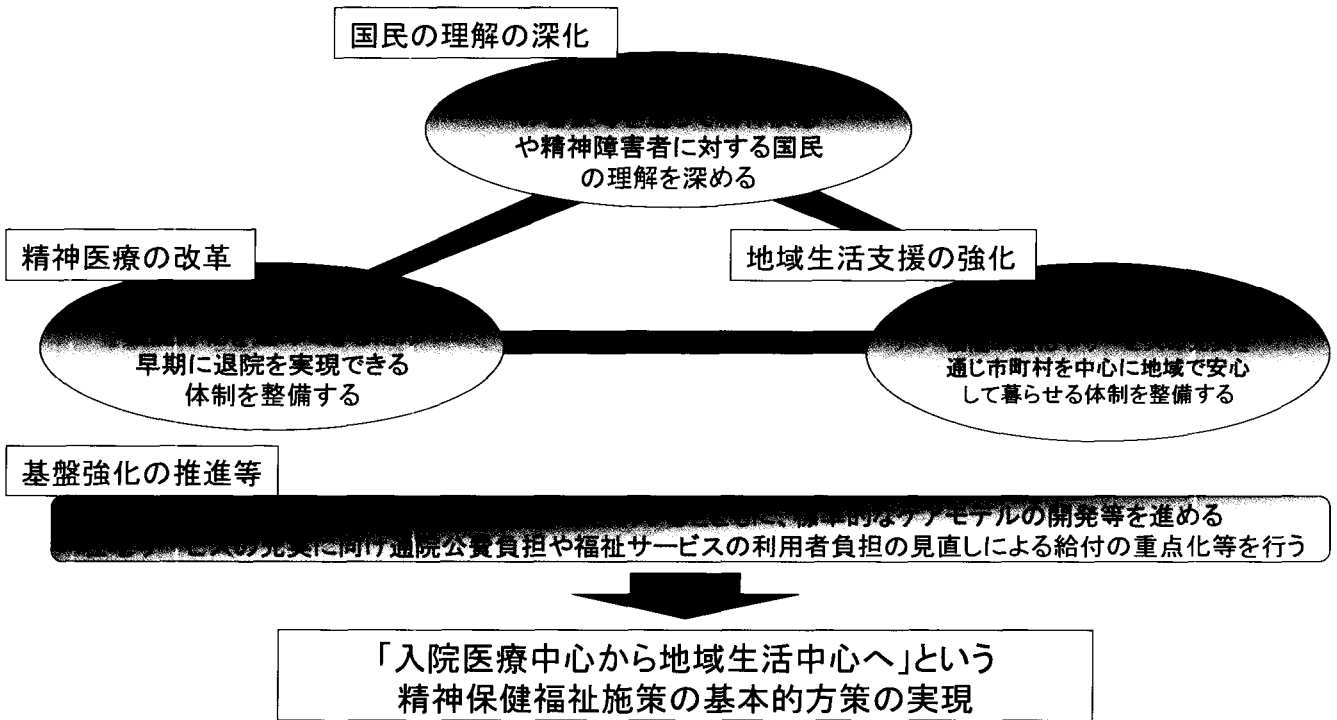 国民の理解の深化
や精神障害者に対する国民
の理解を深める
精神医療の改革
早期に退院を実現できる
体制を整備する
地域生活支援の強化
通じ市町村を中心に地域で安心
して暮らせる体制を整備する
基盤強化の推進等
標準的なケアモデルの開発等を進める
の充実に向け通院公費負担や福祉サービスの利用者負担の見直しによる給付の重点化等を行う
「入院医療中心から地域生活中心へ」という
精神保健福祉施策の基本的方策の実現